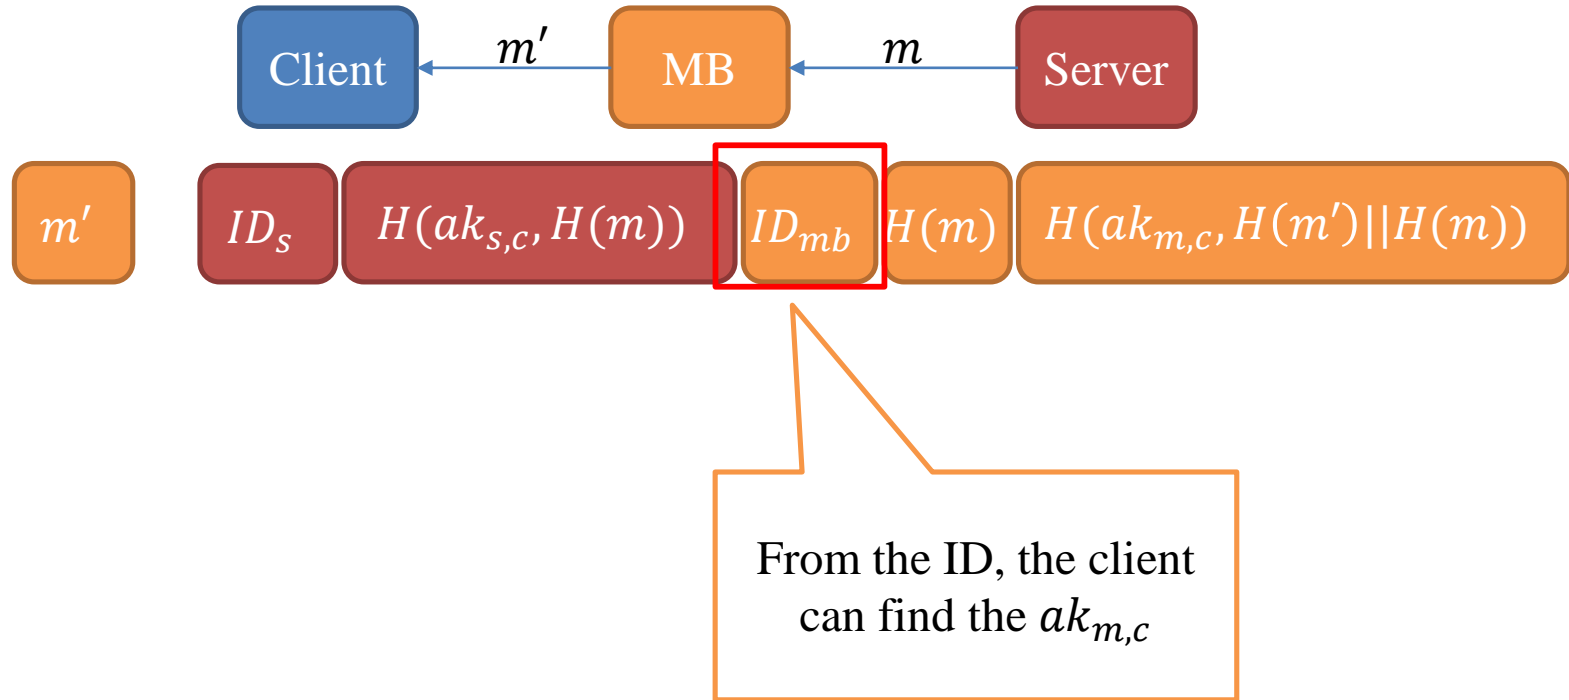 Client m′ MB m Server
m′ ID_s H(ak_{s,c}, H(m)) ID_{mb} H(m) H(ak_{m,c}, H(m′)||H(m))
From the ID, the client
can find the ak_{m,c}